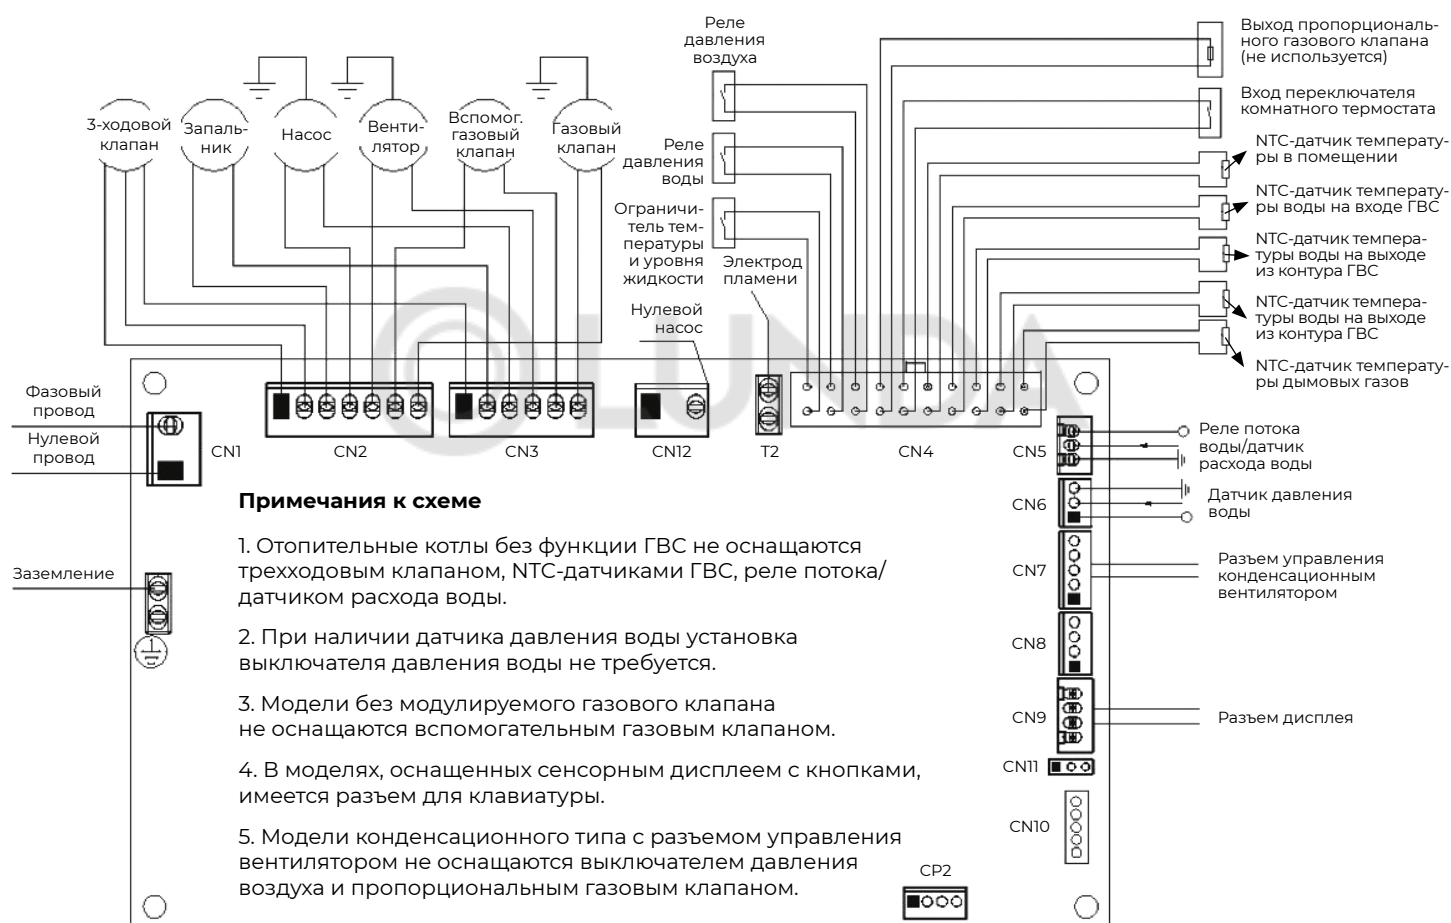 Реле
давления
воздуха
Выход пропорциональ-
ного газового клапана
(не используется)
Вход переключателя
комнатного термостата
3-ходовой
клапан
Запаль-
ник
Насос
Венти-
лятор
Вспомог.
газовый
клапан
Газовый
клапан
Реле
давления
воды
NTC-датчик температу-
ры в помещении
NTC-датчик температу-
ры воды на входе ГВС
Ограничи-
тель тем-
пературы
и уровня
жидкости
Электрод
пламени
NTC-датчик темпера-
туры воды на выходе
из контура ГВС
NTC-датчик темпера-
туры воды на выходе
из контура ГВС
Нулевой
насос
NTC-датчик температу-
ры дымовых газов
LUNDA
Фазовый
провод
Нулевой
провод
CN1
CN2
CN3
CN12
T2
CN4
CN5
Реле потока
воды/датчик
расхода воды
CN6
Датчик давления
воды
CN7
Разъем управления
конденсационным
вентилятором
CN8
CN9
Разъем дисплея
CN11
CN10
CP2
Заземление
Примечания к схеме
1. Отопительные котлы без функции ГВС не оснащаются
трехходовым клапаном, NTC-датчиками ГВС, реле потока/
датчиком расхода воды.
2. При наличии датчика давления воды установка
выключателя давления воды не требуется.
3. Модели без модулируемого газового клапана
не оснащаются вспомогательным газовым клапаном.
4. В моделях, оснащенных сенсорным дисплеем с кнопками,
имеется разъем для клавиатуры.
5. Модели конденсационного типа с разъемом управления
вентилятором не оснащаются выключателем давления
воздуха и пропорциональным газовым клапаном.